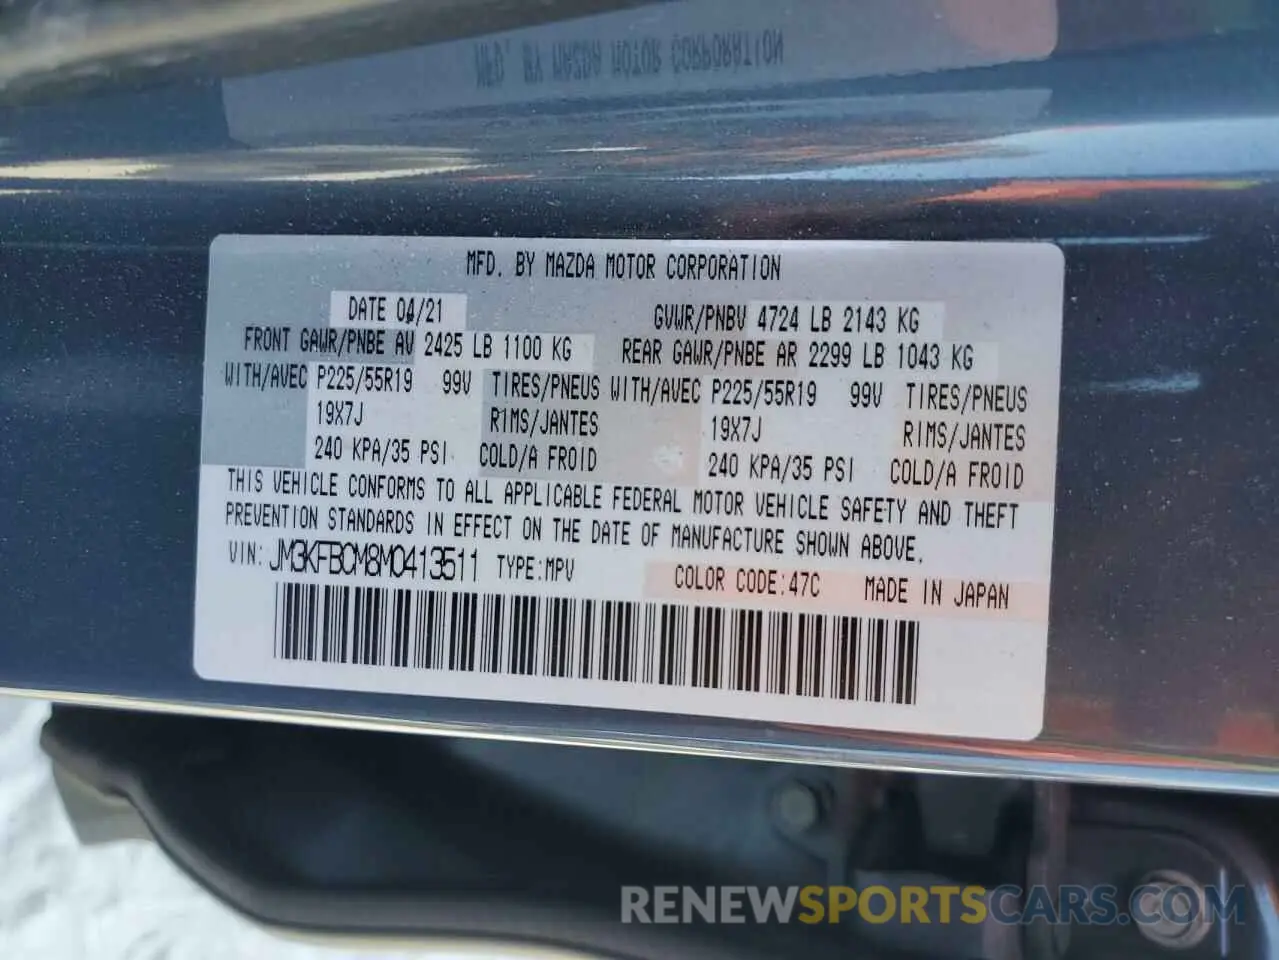 MFD. BY MAZDA MOTOR CORPORATION
MFD. BY MAZDA MOTOR CORPORATION
DATE 04/21 GVWR/PNBV 4724 LB 2143 KG
FRONT GAWR/PNBE AV 2425 LB 1100 KG REAR GAWR/PNBE AR 2299 LB 1043 KG
WITH/AVEC P225/55R19 99V TIRES/PNEUS WITH/AVEC P225/55R19 99V TIRES/PNEUS
19X7J RIMS/JANTES 19X7J RIMS/JANTES
240 KPA/35 PSI COLD/A FROID 240 KPA/35 PSI COLD/A FROID
THIS VEHICLE CONFORMS TO ALL APPLICABLE FEDERAL MOTOR VEHICLE SAFETY AND THEFT
PREVENTION STANDARDS IN EFFECT ON THE DATE OF MANUFACTURE SHOWN ABOVE.
VIN: JM3KFBCM8M0413511 TYPE:MPV COLOR CODE:47C MADE IN JAPAN
RENEWSPORTSCARS.COM